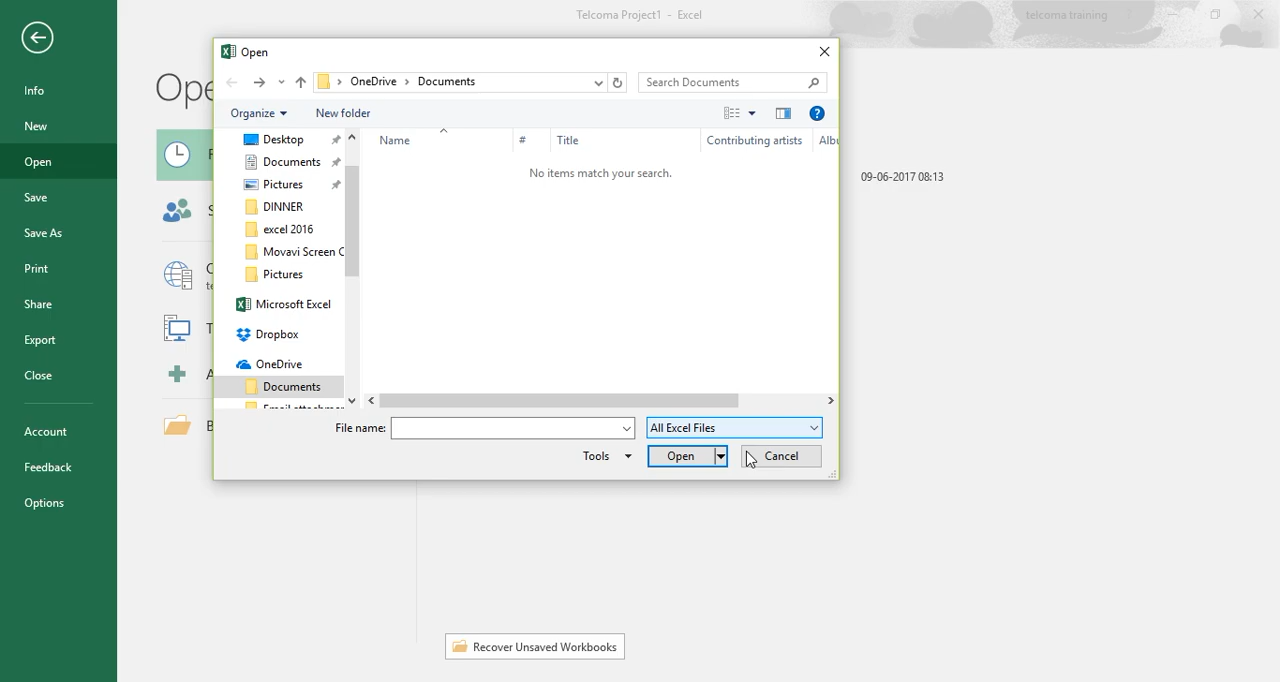 Telcoma Project1 - Excel
telcoma training
Info
New
Open
Save
Save As
Print
Share
Export
Close
Account
Feedback
Options
Open
OneDrive > Documents
Search Documents
Organize
New folder
Desktop
Documents
Pictures
DINNER
excel 2016
Movavi Screen C
Pictures
Microsoft Excel
Dropbox
OneDrive
Documents
Name
#
Title
Contributing artists
Albu
No items match your search.
File name:
All Excel Files
Tools
Open
Cancel
09-06-2017 08:13
Recover Unsaved Workbooks